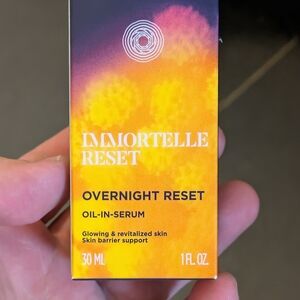 IMMORTELLE
RESET
OVERNIGHT RESET
OIL-IN-SERUM
Glowing & revitalized skin
Skin barrier support
30 ML 1 FL.OZ.